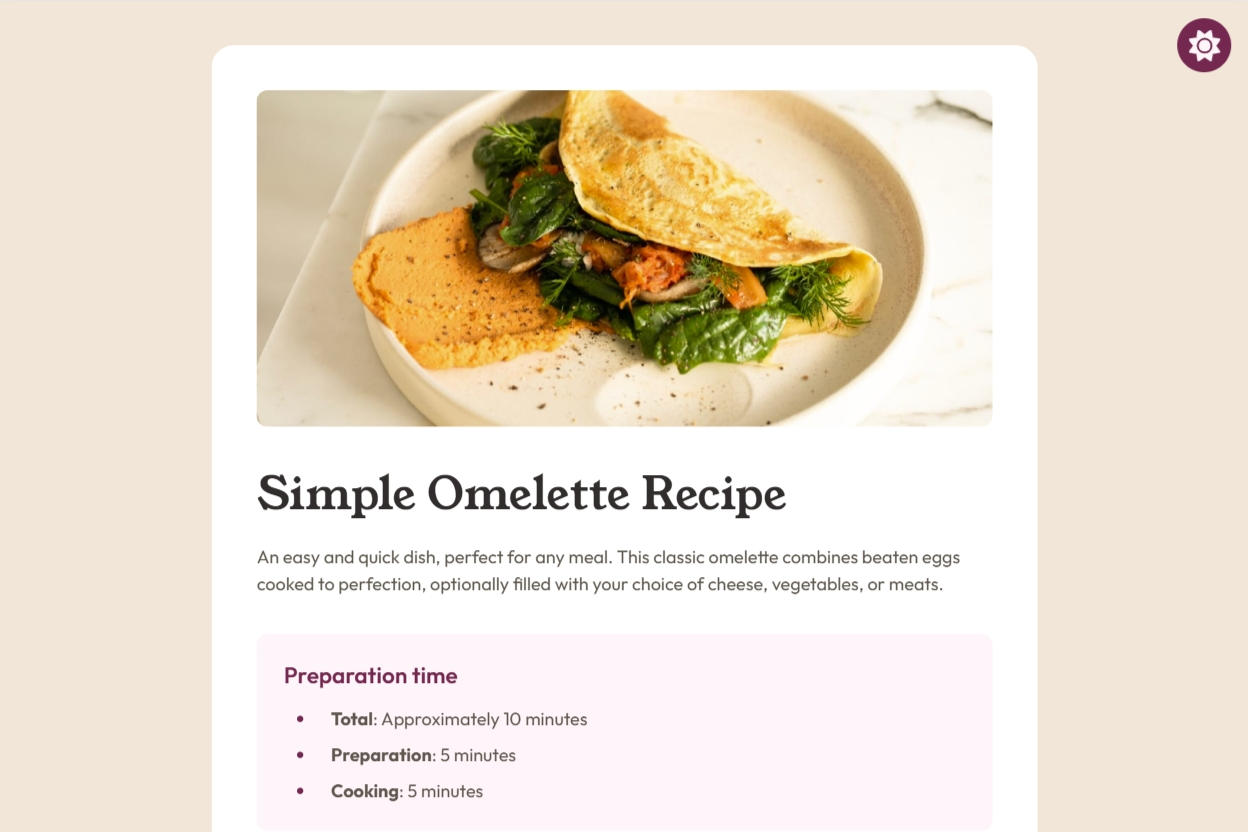 Simple Omelette Recipe
An easy and quick dish, perfect for any meal. This classic omelette combines beaten eggs
cooked to perfection, optionally filled with your choice of cheese, vegetables, or meats.
Preparation time
• Total: Approximately 10 minutes
• Preparation: 5 minutes
• Cooking: 5 minutes